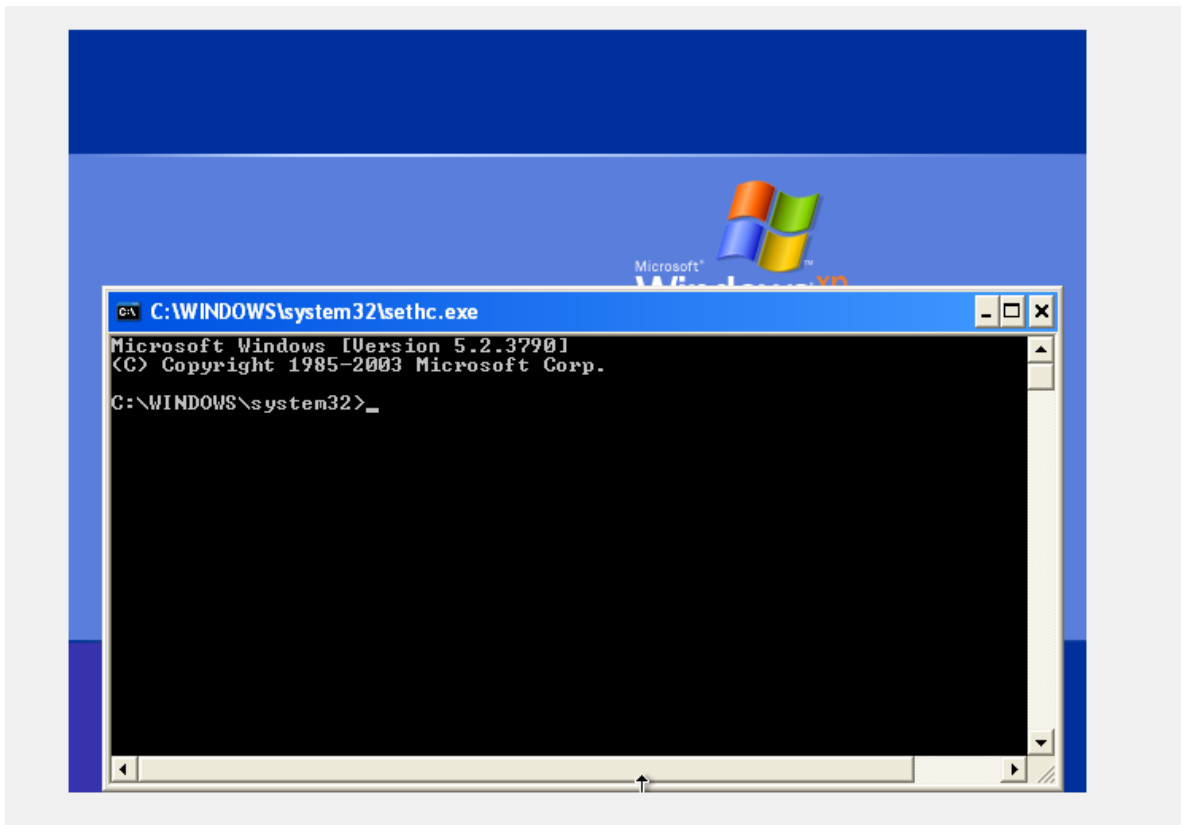 Microsoft®
C:\WINDOWS\system32\sethc.exe
Microsoft Windows [Version 5.2.3790]
(C) Copyright 1985-2003 Microsoft Corp.
C:\WINDOWS\system32>_